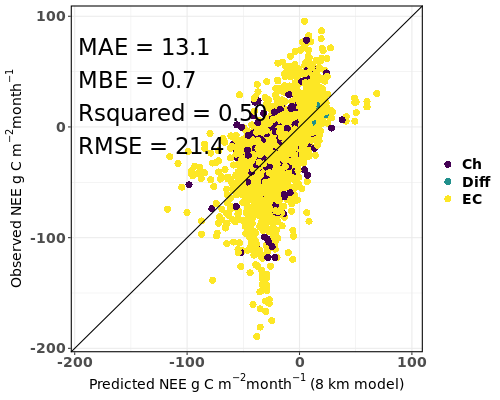 100
0
-100
-200
Observed NEE g C m⁻²month⁻¹
MAE = 13.1
MBE = 0.7
Rsquared = 0.50
RMSE = 21.4
Ch
Diff
EC
-200 -100 0 100
Predicted NEE g C m⁻²month⁻¹ (8 km model)